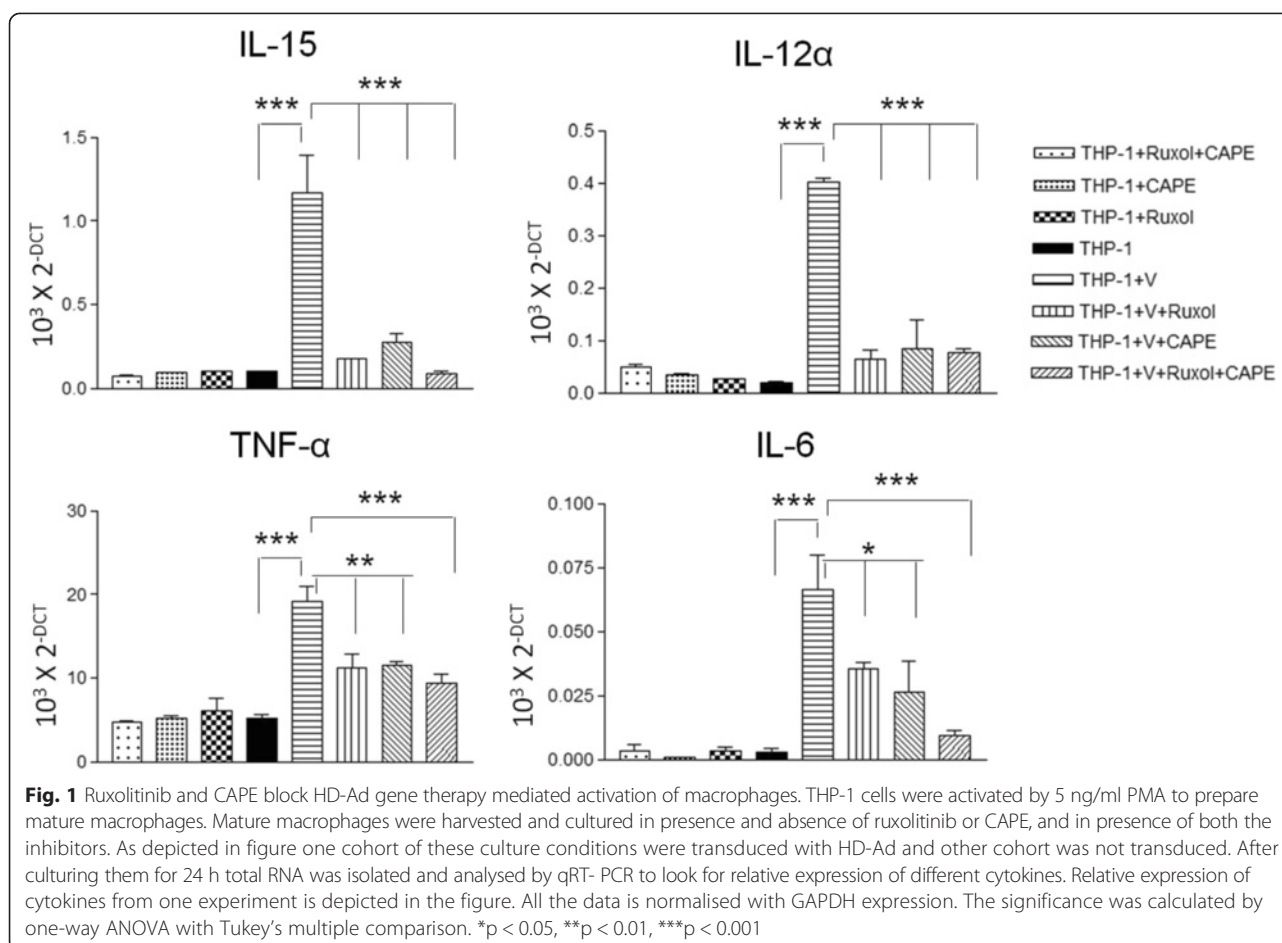 IL-15
***
***
1.5
1.0
0.5
0.0
10³ X 2^-DCT
IL-12α
***
***
0.5
0.4
0.3
0.2
0.1
0.0
10³ X 2^-DCT
THP-1+Ruxol+CAPE
THP-1+CAPE
THP-1+Ruxol
THP-1
THP-1+V
THP-1+V+Ruxol
THP-1+V+CAPE
THP-1+V+Ruxol+CAPE
TNF-α
***
***
**
30
20
10
0
10³ X 2^-DCT
IL-6
***
***
*
0.100
0.075
0.050
0.025
0.000
10³ X 2^-DCT
Fig. 1 Ruxolitinib and CAPE block HD-Ad gene therapy mediated activation of macrophages. THP-1 cells were activated by 5 ng/ml PMA to prepare
mature macrophages. Mature macrophages were harvested and cultured in presence and absence of ruxolitinib or CAPE, and in presence of both the
inhibitors. As depicted in figure one cohort of these culture conditions were transduced with HD-Ad and other cohort was not transduced. After
culturing them for 24 h total RNA was isolated and analysed by qRT- PCR to look for relative expression of different cytokines. Relative expression of
cytokines from one experiment is depicted in the figure. All the data is normalised with GAPDH expression. The significance was calculated by
one-way ANOVA with Tukey's multiple comparison. *p < 0.05, **p < 0.01, ***p < 0.001